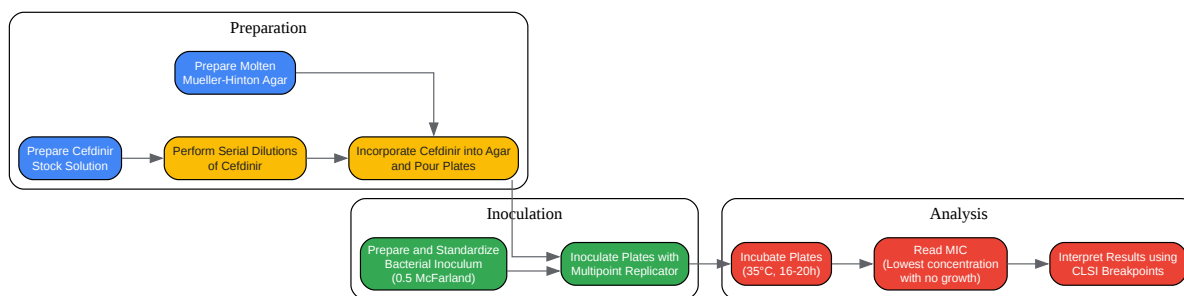 Preparation
Prepare Molten
Mueller-Hinton Agar
Prepare Cefdinir
Stock Solution
Perform Serial Dilutions
of Cefdinir
Incorporate Cefdinir into Agar
and Pour Plates
Inoculation
Prepare and Standardize
Bacterial Inoculum
(0.5 McFarland)
Inoculate Plates with
Multipoint Replicator
Analysis
Incubate Plates
(35°C, 16-20h)
Read MIC
(Lowest concentration
with no growth)
Interpret Results using
CLSI Breakpoints